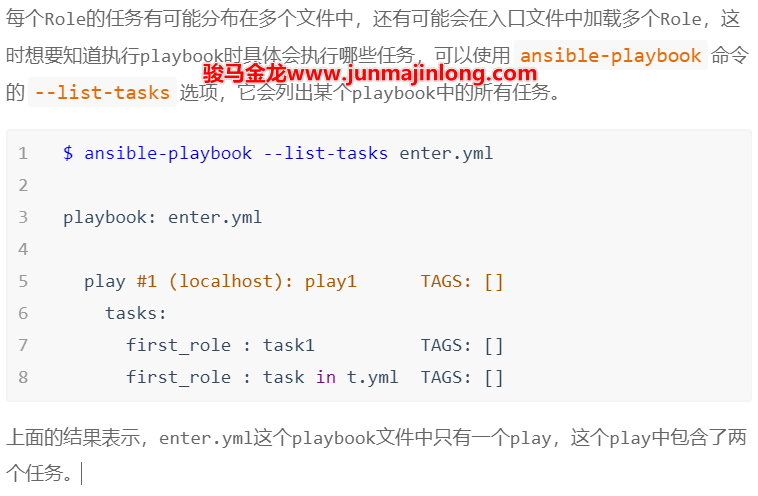 每个Role的任务有可能分布在多个文件中，还有可能会在入口文件中加载多个Role，这
时想要知道执行playbook时具体会执行哪些任务，可以使用 ansible-playbook 命令
骏马金龙www.junmajinlong.com
的 --list-tasks 选项，它会列出某个playbook中的所有任务。
1 $ ansible-playbook --list-tasks enter.yml
2
3 playbook: enter.yml
4
5 play #1 (localhost): play1 TAGS: []
6 tasks:
7 first_role : task1 TAGS: []
8 first_role : task in t.yml TAGS: []
上面的结果表示，enter.yml这个playbook文件中只有一个play，这个play中包含了两
个任务。